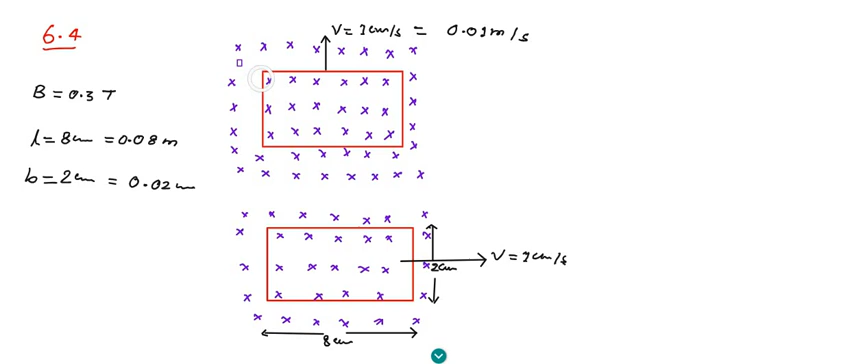 6.4
V = 1cm/s = 0.01m/s
B = 0.3 T
l = 8cm = 0.08m
b = 2cm = 0.02m
2cm
V = 1cm/s
8cm